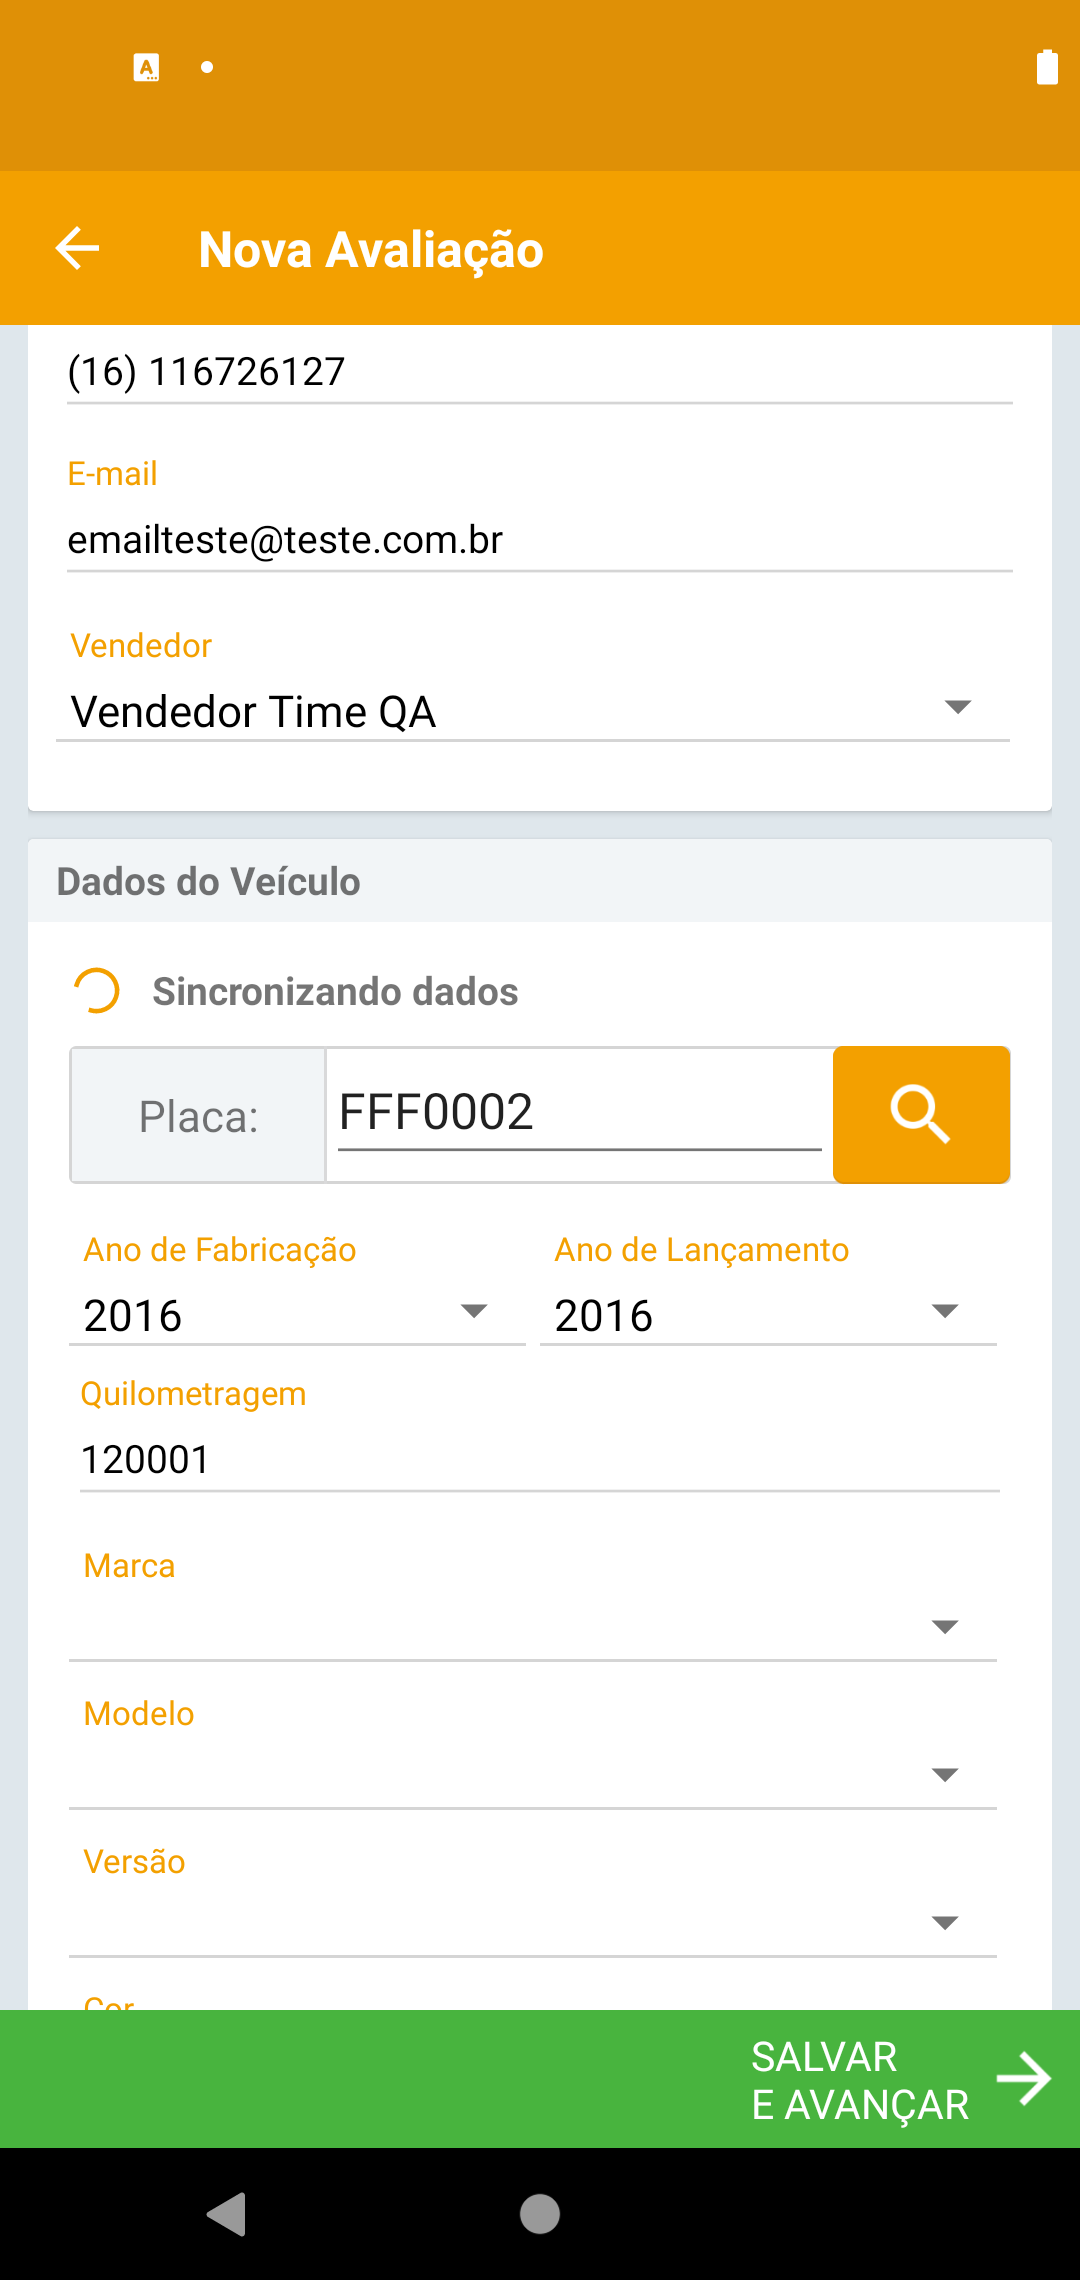 Nova Avaliação
(16) 116726127
E-mail
emailteste@teste.com.br
Vendedor
Vendedor Time QA
Dados do Veículo
Sincronizando dados
Placa: FFF0002
Ano de Fabricação Ano de Lançamento
2016 2016
Quilometragem
120001
Marca
Modelo
Versão
Cor
SALVAR
E AVANÇAR